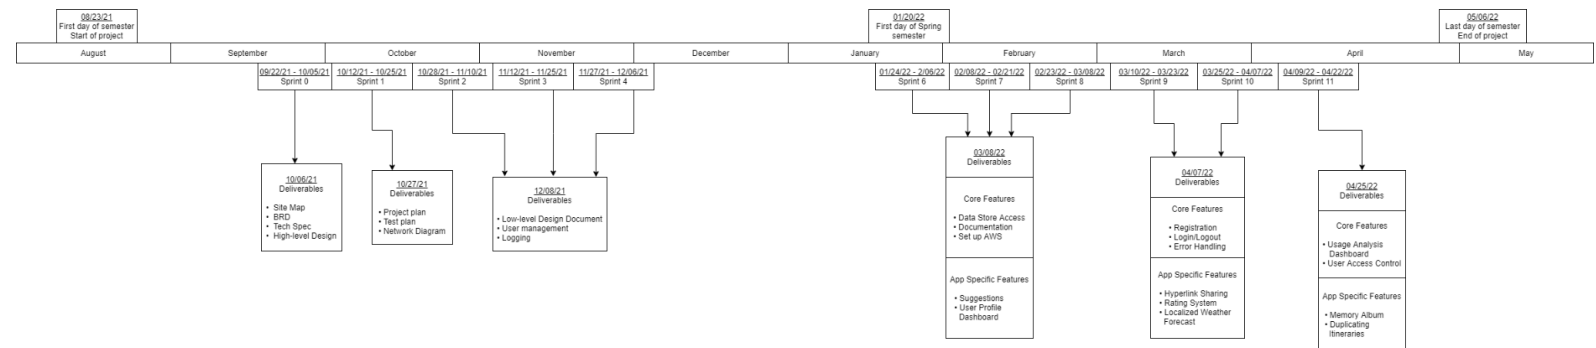 08/23/21
First day of semester
Start of project
01/20/22
First day of Spring
semester
05/06/22
Last day of semester
End of project
August
September
October
November
December
January
February
March
April
May
09/22/21 - 10/05/21
Sprint 0
10/12/21 - 10/25/21
Sprint 1
10/28/21 - 11/10/21
Sprint 2
11/12/21 - 11/25/21
Sprint 3
11/27/21 - 12/06/21
Sprint 4
01/24/22 - 2/06/22
Sprint 6
02/08/22 - 02/21/22
Sprint 7
02/23/22 - 03/08/22
Sprint 8
03/10/22 - 03/23/22
Sprint 9
03/25/22 - 04/07/22
Sprint 10
04/09/22 - 04/22/22
Sprint 11
10/06/21
Deliverables
• Site Map
• BRD
• Tech Spec
• High-level Design
10/27/21
Deliverables
• Project plan
• Test plan
• Network Diagram
12/08/21
Deliverables
• Low-level Design Document
• User management
• Logging
03/08/22
Deliverables
Core Features
• Data Store Access
• Documentation
• Set up AWS
App Specific Features
• Suggestions
• User Profile
Dashboard
04/07/22
Deliverables
Core Features
• Registration
• Login/Logout
• Error Handling
App Specific Features
• Hyperlink Sharing
• Rating System
• Localized Weather
Forecast
04/25/22
Deliverables
Core Features
• Usage Analysis
Dashboard
• User Access Control
App Specific Features
• Memory Album
• Duplicating
Itineraries